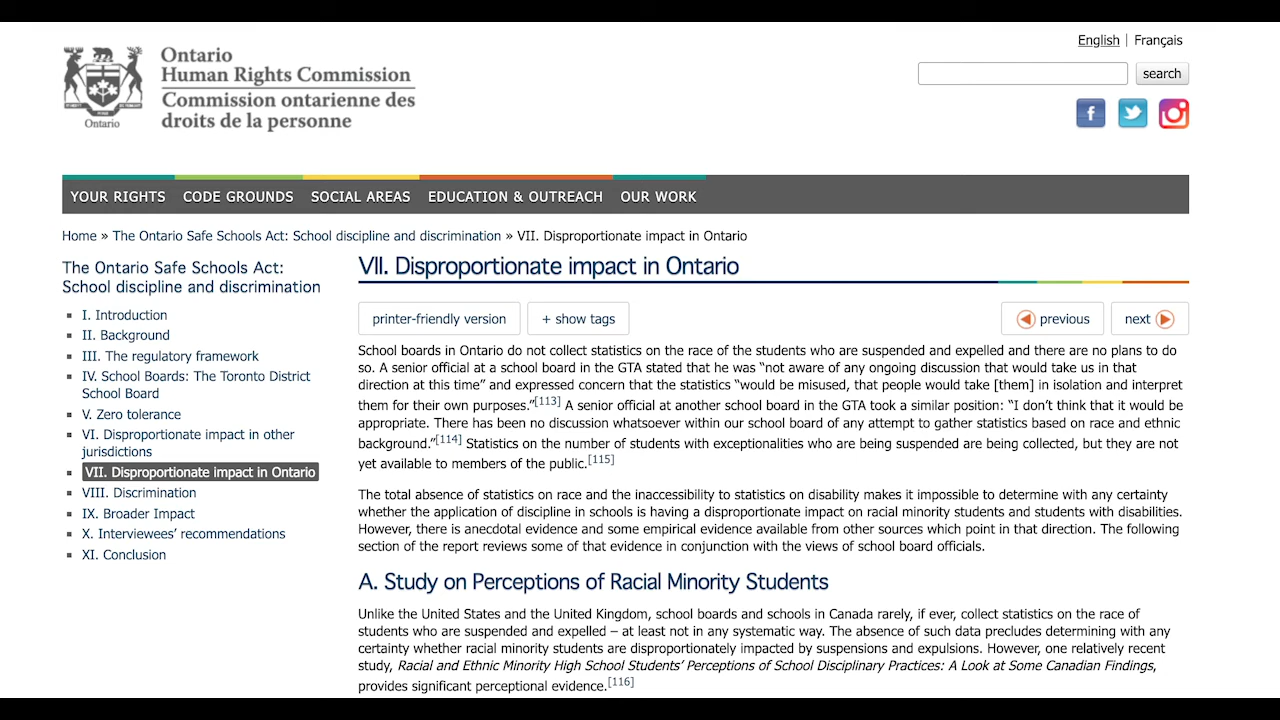 English | Français
Ontario
Human Rights Commission
Commission ontarienne des
droits de la personne
Ontario
search
YOUR RIGHTS CODE GROUNDS SOCIAL AREAS EDUCATION & OUTREACH OUR WORK
Home » The Ontario Safe Schools Act: School discipline and discrimination » VII. Disproportionate impact in Ontario
The Ontario Safe Schools Act:
School discipline and discrimination
I. Introduction
II. Background
III. The regulatory framework
IV. School Boards: The Toronto District
School Board
V. Zero tolerance
VI. Disproportionate impact in other
jurisdictions
VII. Disproportionate impact in Ontario
VIII. Discrimination
IX. Broader Impact
X. Interviewees' recommendations
XI. Conclusion
VII. Disproportionate impact in Ontario
printer-friendly version + show tags previous next
School boards in Ontario do not collect statistics on the race of the students who are suspended and expelled and there are no plans to do
so. A senior official at a school board in the GTA stated that he was “not aware of any ongoing discussion that would take us in that
direction at this time” and expressed concern that the statistics “would be misused, that people would take [them] in isolation and interpret
them for their own purposes.”[113] A senior official at another school board in the GTA took a similar position: “I don’t think that it would be
appropriate. There has been no discussion whatsoever within our school board of any attempt to gather statistics based on race and ethnic
background.”[114] Statistics on the number of students with exceptionalities who are being suspended are being collected, but they are not
yet available to members of the public.[115]
The total absence of statistics on race and the inaccessibility to statistics on disability makes it impossible to determine with any certainty
whether the application of discipline in schools is having a disproportionate impact on racial minority students and students with disabilities.
However, there is anecdotal evidence and some empirical evidence available from other sources which point in that direction. The following
section of the report reviews some of that evidence in conjunction with the views of school board officials.
A. Study on Perceptions of Racial Minority Students
Unlike the United States and the United Kingdom, school boards and schools in Canada rarely, if ever, collect statistics on the race of
students who are suspended and expelled – at least not in any systematic way. The absence of such data precludes determining with any
certainty whether racial minority students are disproportionately impacted by suspensions and expulsions. However, one relatively recent
study, Racial and Ethnic Minority High School Students’ Perceptions of School Disciplinary Practices: A Look at Some Canadian Findings,
provides significant perceptional evidence.[116]